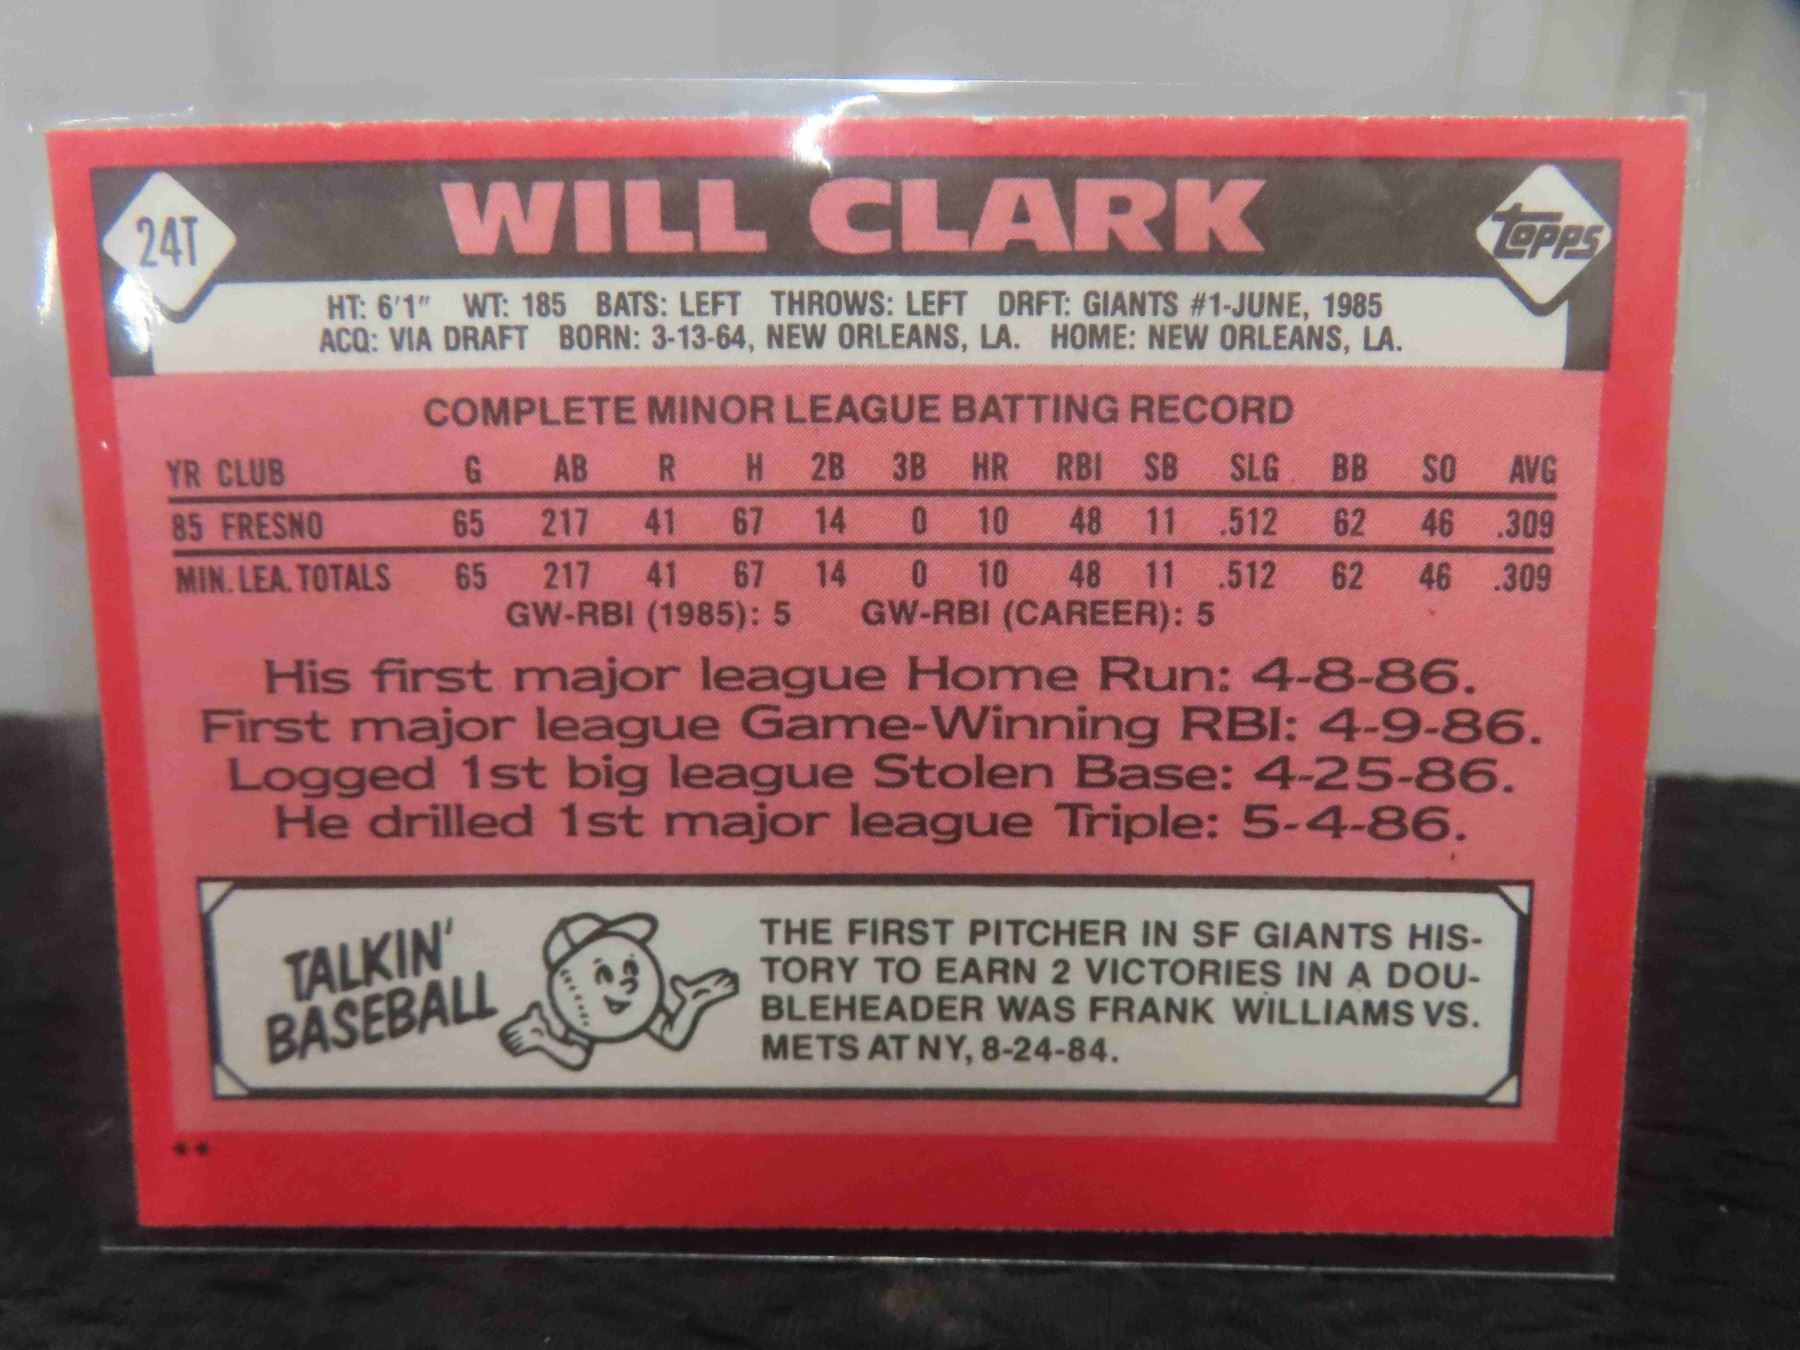 24T
WILL CLARK
topps
HT: 6'1" WT: 185 BATS: LEFT THROWS: LEFT DRFT: GIANTS #1-JUNE, 1985
ACQ: VIA DRAFT BORN: 3-13-64, NEW ORLEANS, LA. HOME: NEW ORLEANS, LA.
COMPLETE MINOR LEAGUE BATTING RECORD
YR CLUB G AB R H 2B 3B HR RBI SB SLG BB SO AVG
85 FRESNO 65 217 41 67 14 0 10 48 11 .512 62 46 .309
MIN. LEA. TOTALS 65 217 41 67 14 0 10 48 11 .512 62 46 .309
GW-RBI (1985): 5 GW-RBI (CAREER): 5
His first major league Home Run: 4-8-86.
First major league Game-Winning RBI: 4-9-86.
Logged 1st big league Stolen Base: 4-25-86.
He drilled 1st major league Triple: 5-4-86.
TALKIN'
BASEBALL
THE FIRST PITCHER IN SF GIANTS HIS-
TORY TO EARN 2 VICTORIES IN A DOU-
BLEHEADER WAS FRANK WILLIAMS VS.
METS AT NY, 8-24-84.
**